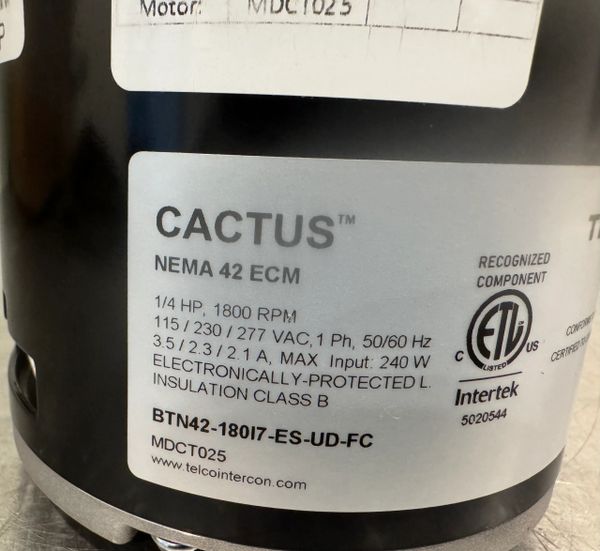 Motor: MDCT025
CACTUS™
NEMA 42 ECM
1/4 HP, 1800 RPM
115 / 230 / 277 VAC, 1 Ph, 50/60 Hz
3.5 / 2.3 / 2.1 A, MAX Input: 240 W
ELECTRONICALLY-PROTECTED L.
INSULATION CLASS B
BTN42-180I7-ES-UD-FC
MDCT025
www.telcointercon.com
RECOGNIZED
COMPONENT
ETL
C US
LISTED
Intertek
5020544